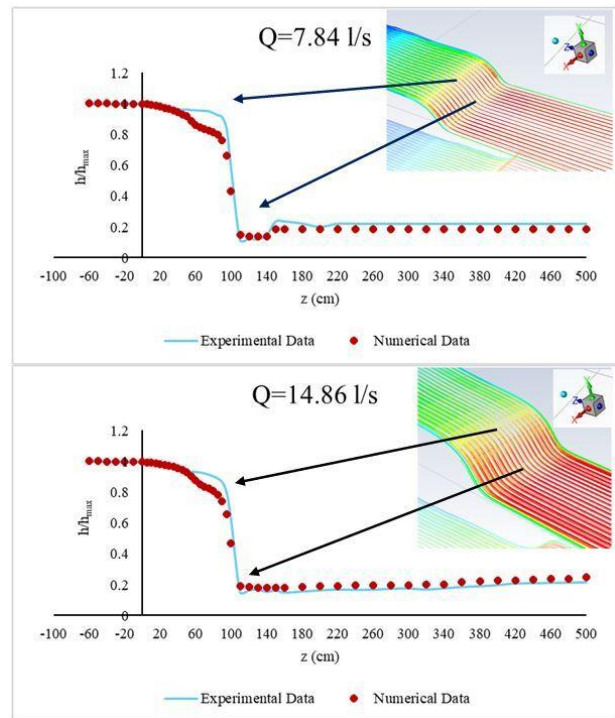 Q=7.84 l/s
1.2
1
0.8
0.6
0.4
0.2
0
h/hmax
-100 -60 -20 20 60 100 140 180 220 260 300 340 380 420 460 500
z (cm)
Experimental Data Numerical Data
Y
Z
X
Q=14.86 l/s
1.2
1
0.8
0.6
0.4
0.2
0
h/hmax
-100 -60 -20 20 60 100 140 180 220 260 300 340 380 420 460 500
z (cm)
Experimental Data Numerical Data
Y
Z
X